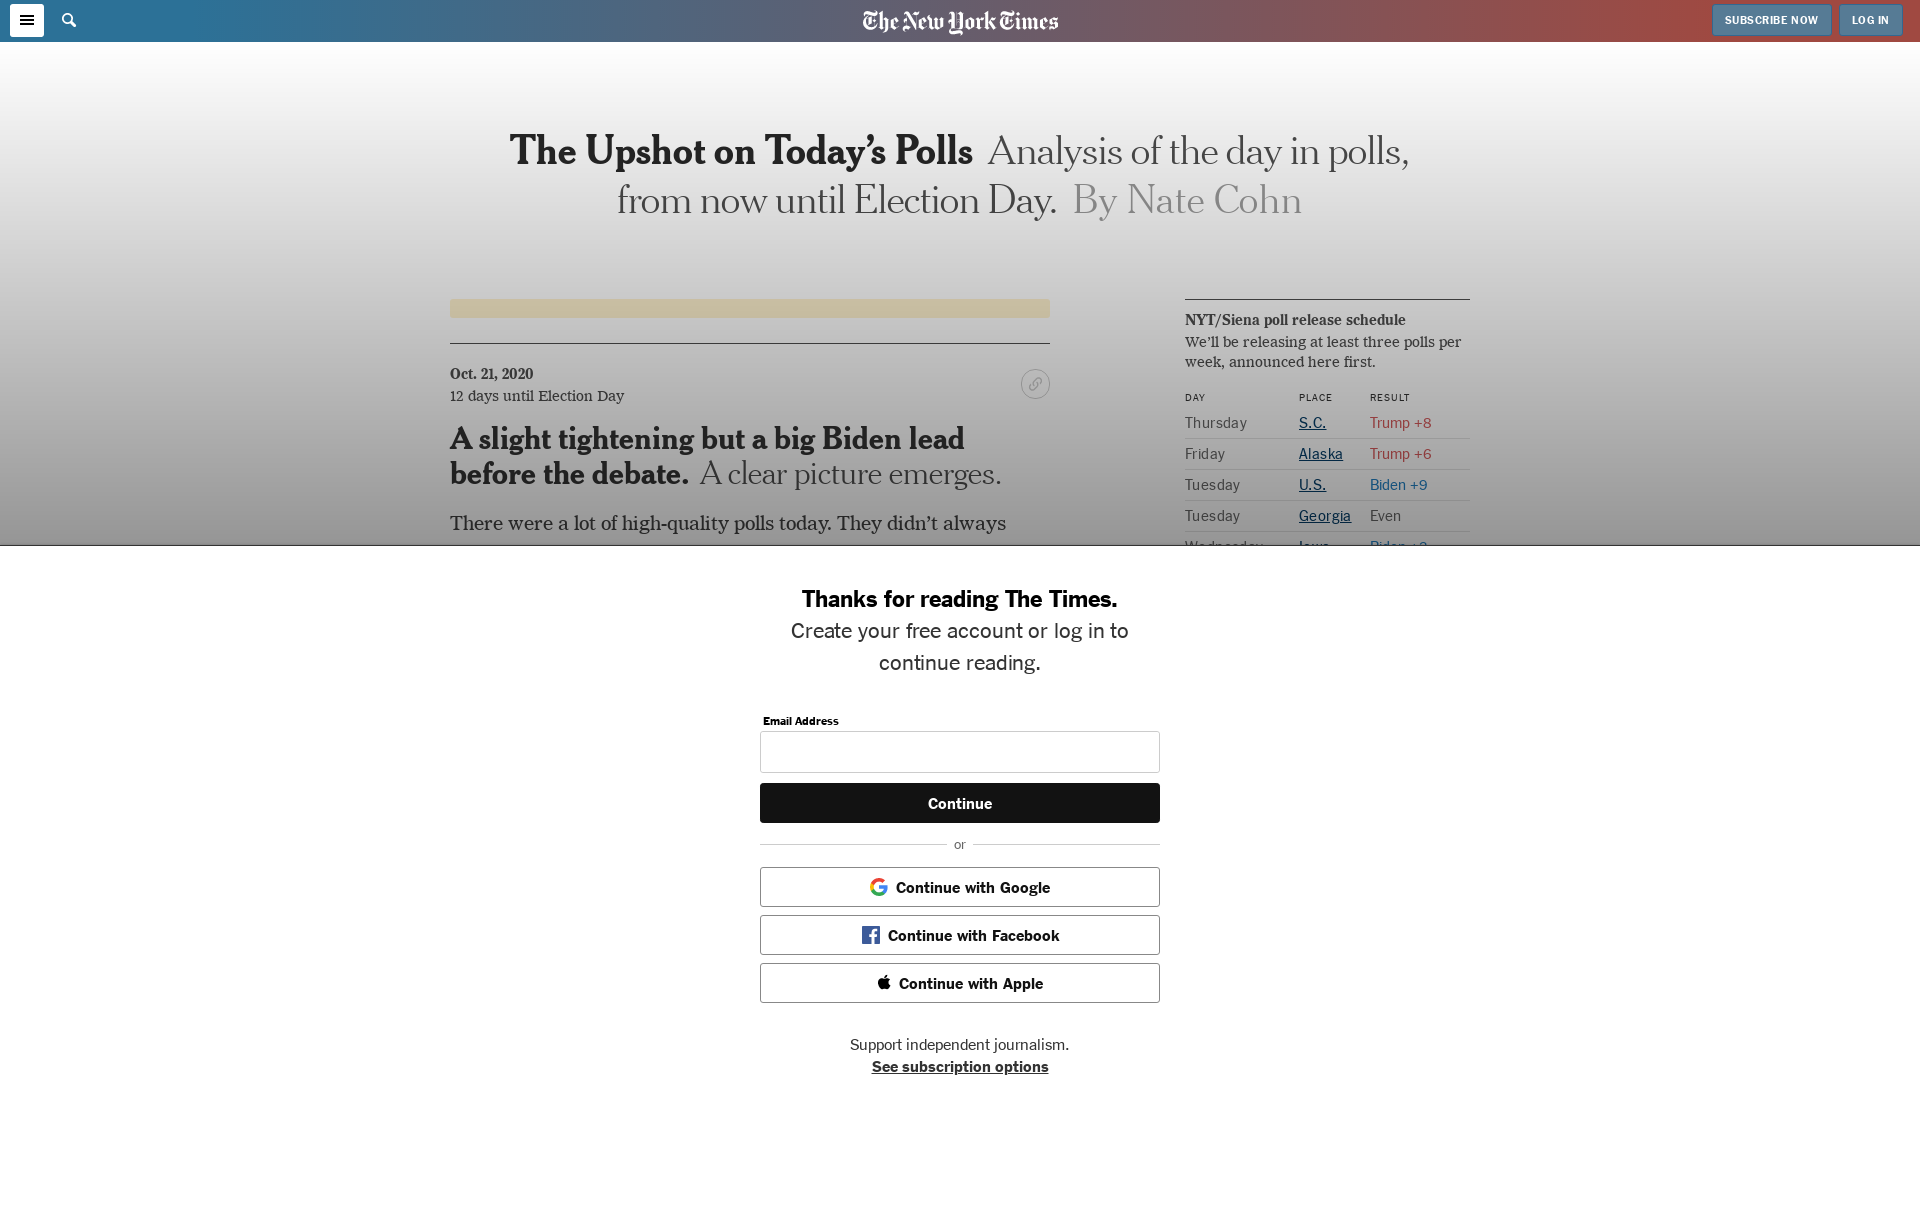 The New York Times
SUBSCRIBE NOW
LOG IN
The Upshot on Today’s Polls Analysis of the day in polls,
from now until Election Day. By Nate Cohn
Oct. 21, 2020
12 days until Election Day
A slight tightening but a big Biden lead
before the debate. A clear picture emerges.
There were a lot of high-quality polls today. They didn’t always
NYT/Siena poll release schedule
We’ll be releasing at least three polls per
week, announced here first.
DAY PLACE RESULT
Thursday S.C. Trump +8
Friday Alaska Trump +6
Tuesday U.S. Biden +9
Tuesday Georgia Even
Thanks for reading The Times.
Create your free account or log in to
continue reading.
Email Address
Continue
or
Continue with Google
Continue with Facebook
Continue with Apple
Support independent journalism.
See subscription options